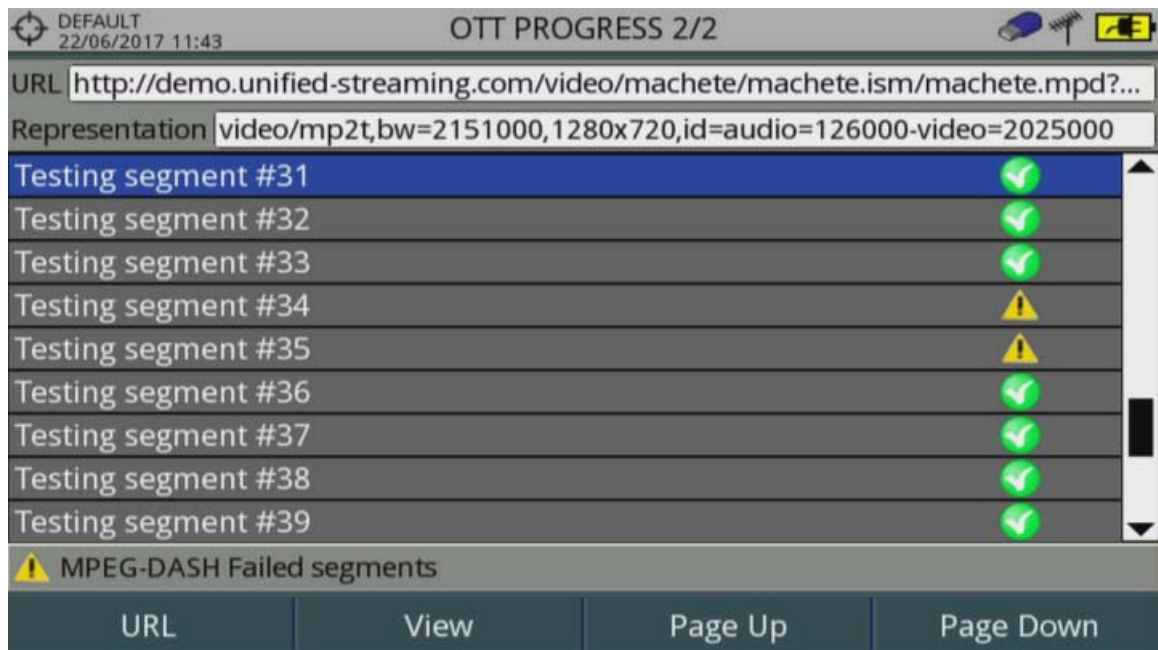 DEFAULT
22/06/2017 11:43
OTT PROGRESS 2/2
URL http://demo.unified-streaming.com/video/machete/machete.ism/machete.mpd?...
Representation video/mp2t,bw=2151000,1280x720,id=audio=126000-video=2025000
Testing segment #31
Testing segment #32
Testing segment #33
Testing segment #34
Testing segment #35
Testing segment #36
Testing segment #37
Testing segment #38
Testing segment #39
MPEG-DASH Failed segments
URL
View
Page Up
Page Down